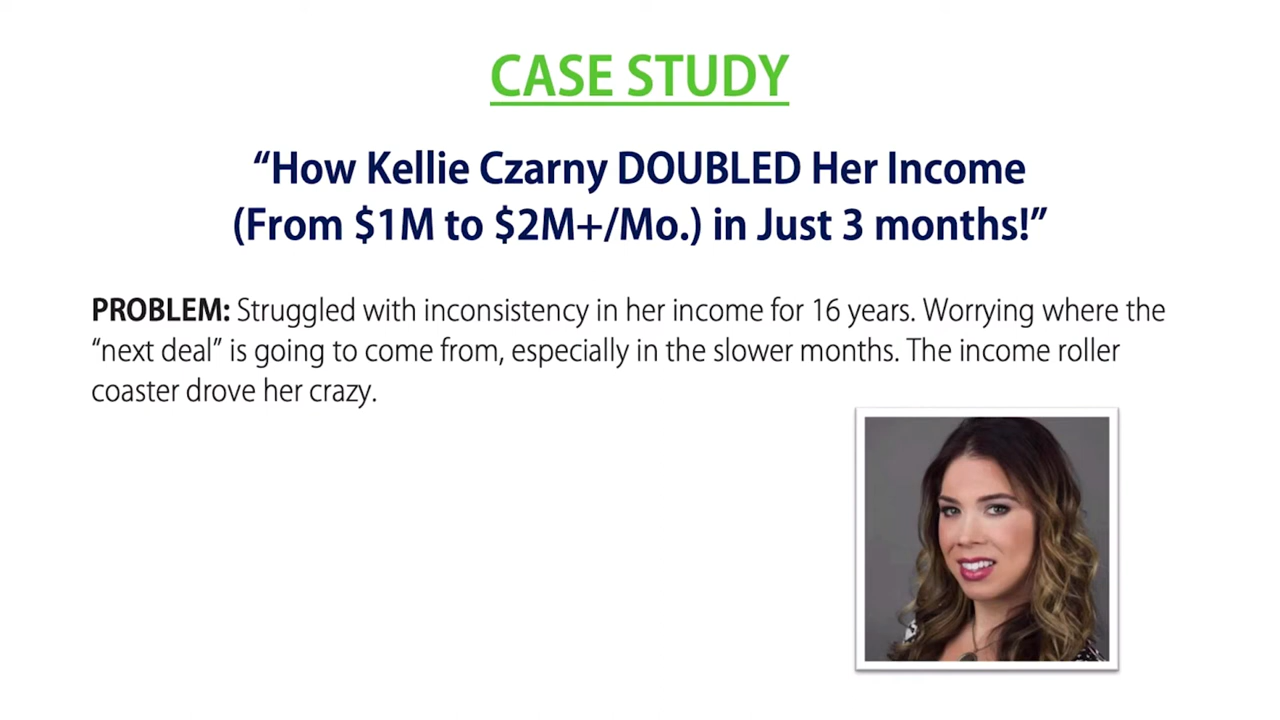 CASE STUDY
“How Kellie Czarny DOUBLED Her Income
(From $1M to $2M+/Mo.) in Just 3 months!”
PROBLEM: Struggled with inconsistency in her income for 16 years. Worrying where the
“next deal” is going to come from, especially in the slower months. The income roller
coaster drove her crazy.